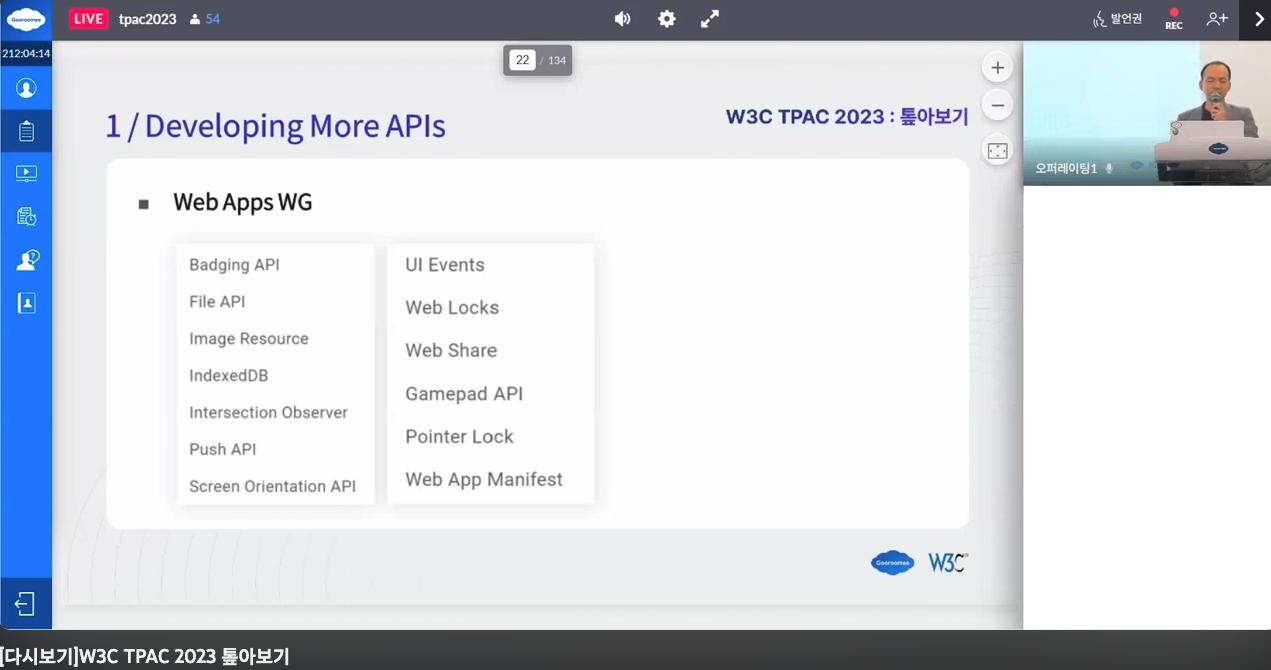 Gooroomee
LIVE tpac2023 54
발언권
REC
212:04:14
22 / 134
1 / Developing More APIs
W3C TPAC 2023 : 톺아보기
■ Web Apps WG
Badging API
File API
Image Resource
IndexedDB
Intersection Observer
Push API
Screen Orientation API
UI Events
Web Locks
Web Share
Gamepad API
Pointer Lock
Web App Manifest
Gooroomee
W3C
오퍼레이팅1
[다시보기]W3C TPAC 2023 톺아보기